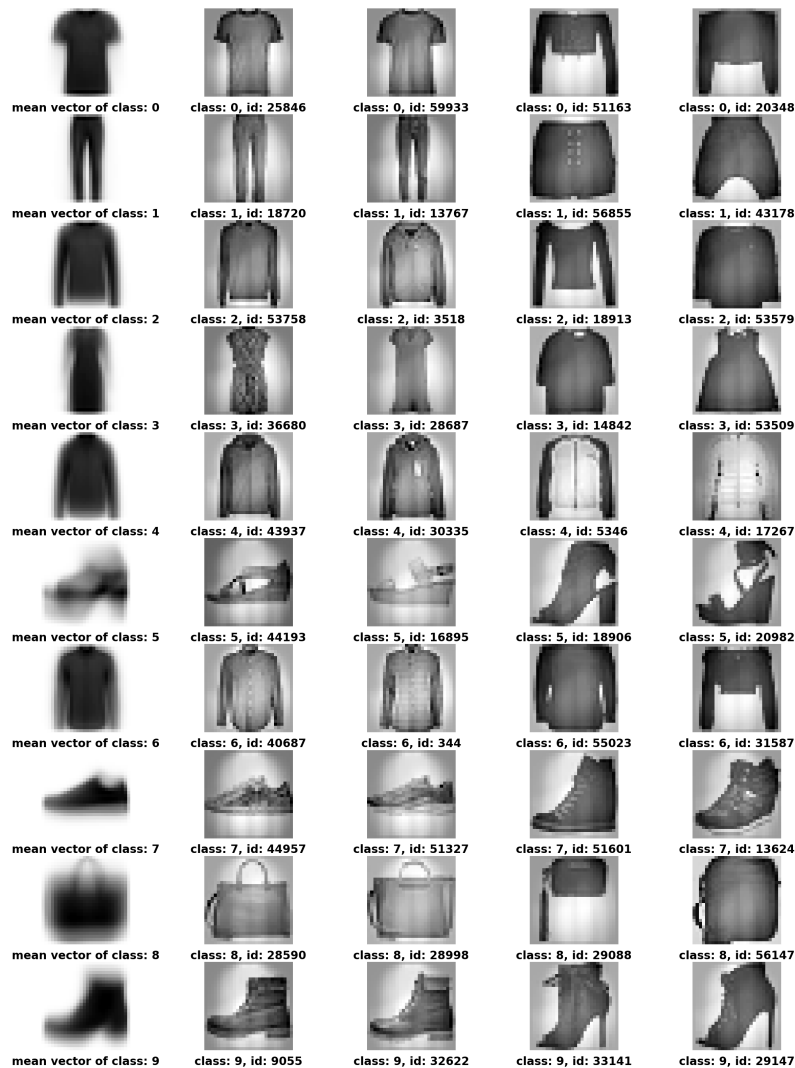 mean vector of class: 0 class: 0, id: 25846 class: 0, id: 59933 class: 0, id: 51163 class: 0, id: 20348
mean vector of class: 1 class: 1, id: 18720 class: 1, id: 13767 class: 1, id: 56855 class: 1, id: 43178
mean vector of class: 2 class: 2, id: 53758 class: 2, id: 3518 class: 2, id: 18913 class: 2, id: 53579
mean vector of class: 3 class: 3, id: 36680 class: 3, id: 28687 class: 3, id: 14842 class: 3, id: 53509
mean vector of class: 4 class: 4, id: 43937 class: 4, id: 30335 class: 4, id: 5346 class: 4, id: 17267
mean vector of class: 5 class: 5, id: 44193 class: 5, id: 16895 class: 5, id: 18906 class: 5, id: 20982
mean vector of class: 6 class: 6, id: 40687 class: 6, id: 344 class: 6, id: 55023 class: 6, id: 31587
mean vector of class: 7 class: 7, id: 44957 class: 7, id: 51327 class: 7, id: 51601 class: 7, id: 13624
mean vector of class: 8 class: 8, id: 28590 class: 8, id: 28998 class: 8, id: 29088 class: 8, id: 56147
mean vector of class: 9 class: 9, id: 9055 class: 9, id: 32622 class: 9, id: 33141 class: 9, id: 29147